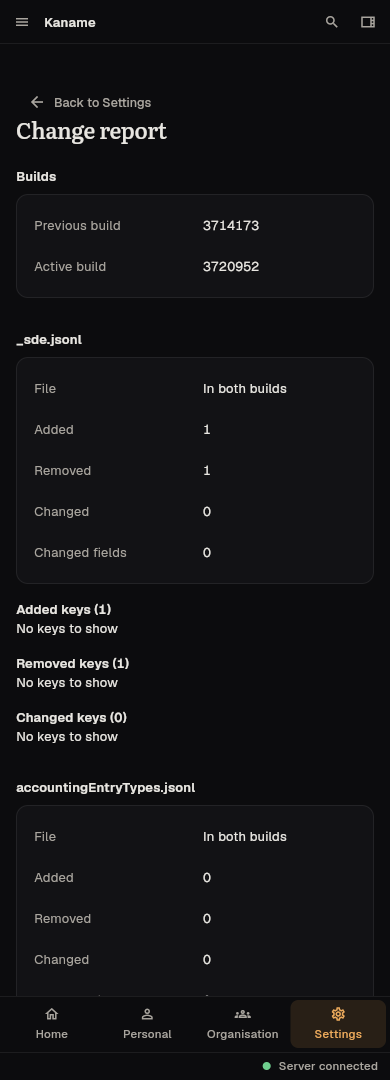 Kaname
Back to Settings
Change report
Builds
Previous build 3714173
Active build 3720952
_sde.jsonl
File In both builds
Added 1
Removed 1
Changed 0
Changed fields 0
Added keys (1)
No keys to show
Removed keys (1)
No keys to show
Changed keys (0)
No keys to show
accountingEntryTypes.jsonl
File In both builds
Added 0
Removed 0
Changed 0
Home Personal Organisation Settings
Server connected